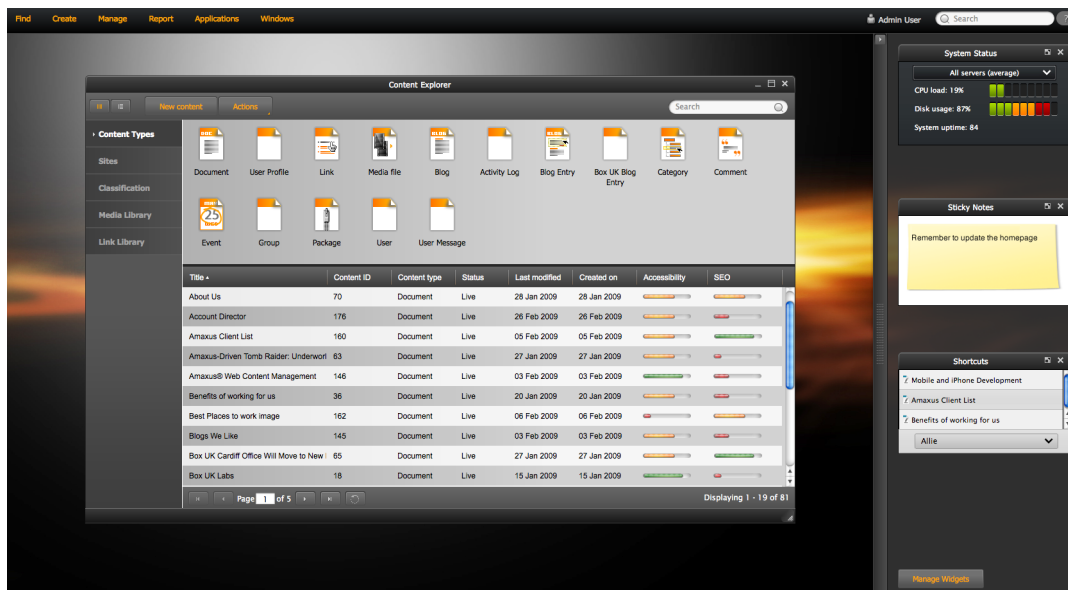 Find Create Manage Report Applications Windows Admin User Search ?
Content Explorer
New content Actions Search
Content Types
Sites
Classification
Media Library
Link Library
Document User Profile Link Media file Blog Activity Log Blog Entry Box UK Blog Entry Category Comment
Event Group Package User User Message
Title Content ID Content type Status Last modified Created on Accessibility SEO
About Us 70 Document Live 28 Jan 2009 28 Jan 2009
Account Director 176 Document Live 26 Feb 2009 26 Feb 2009
Amaxus Client List 160 Document Live 05 Feb 2009 05 Feb 2009
Amaxus-Driven Tomb Raider: Underworl 63 Document Live 27 Jan 2009 27 Jan 2009
Amaxus® Web Content Management 146 Document Live 03 Feb 2009 03 Feb 2009
Benefits of working for us 36 Document Live 20 Jan 2009 20 Jan 2009
Best Places to work image 162 Document Live 06 Feb 2009 06 Feb 2009
Blogs We Like 145 Document Live 03 Feb 2009 03 Feb 2009
Box UK Cardiff Office Will Move to New 65 Document Live 27 Jan 2009 27 Jan 2009
Box UK Labs 18 Document Live 15 Jan 2009 15 Jan 2009
Page 1 of 5 Displaying 1 - 19 of 81
System Status
All servers (average)
CPU load: 19%
Disk usage: 87%
System uptime: 84
Sticky Notes
Remember to update the homepage
Shortcuts
Mobile and iPhone Development
Amaxus Client List
Benefits of working for us
Allie
Manage Widgets